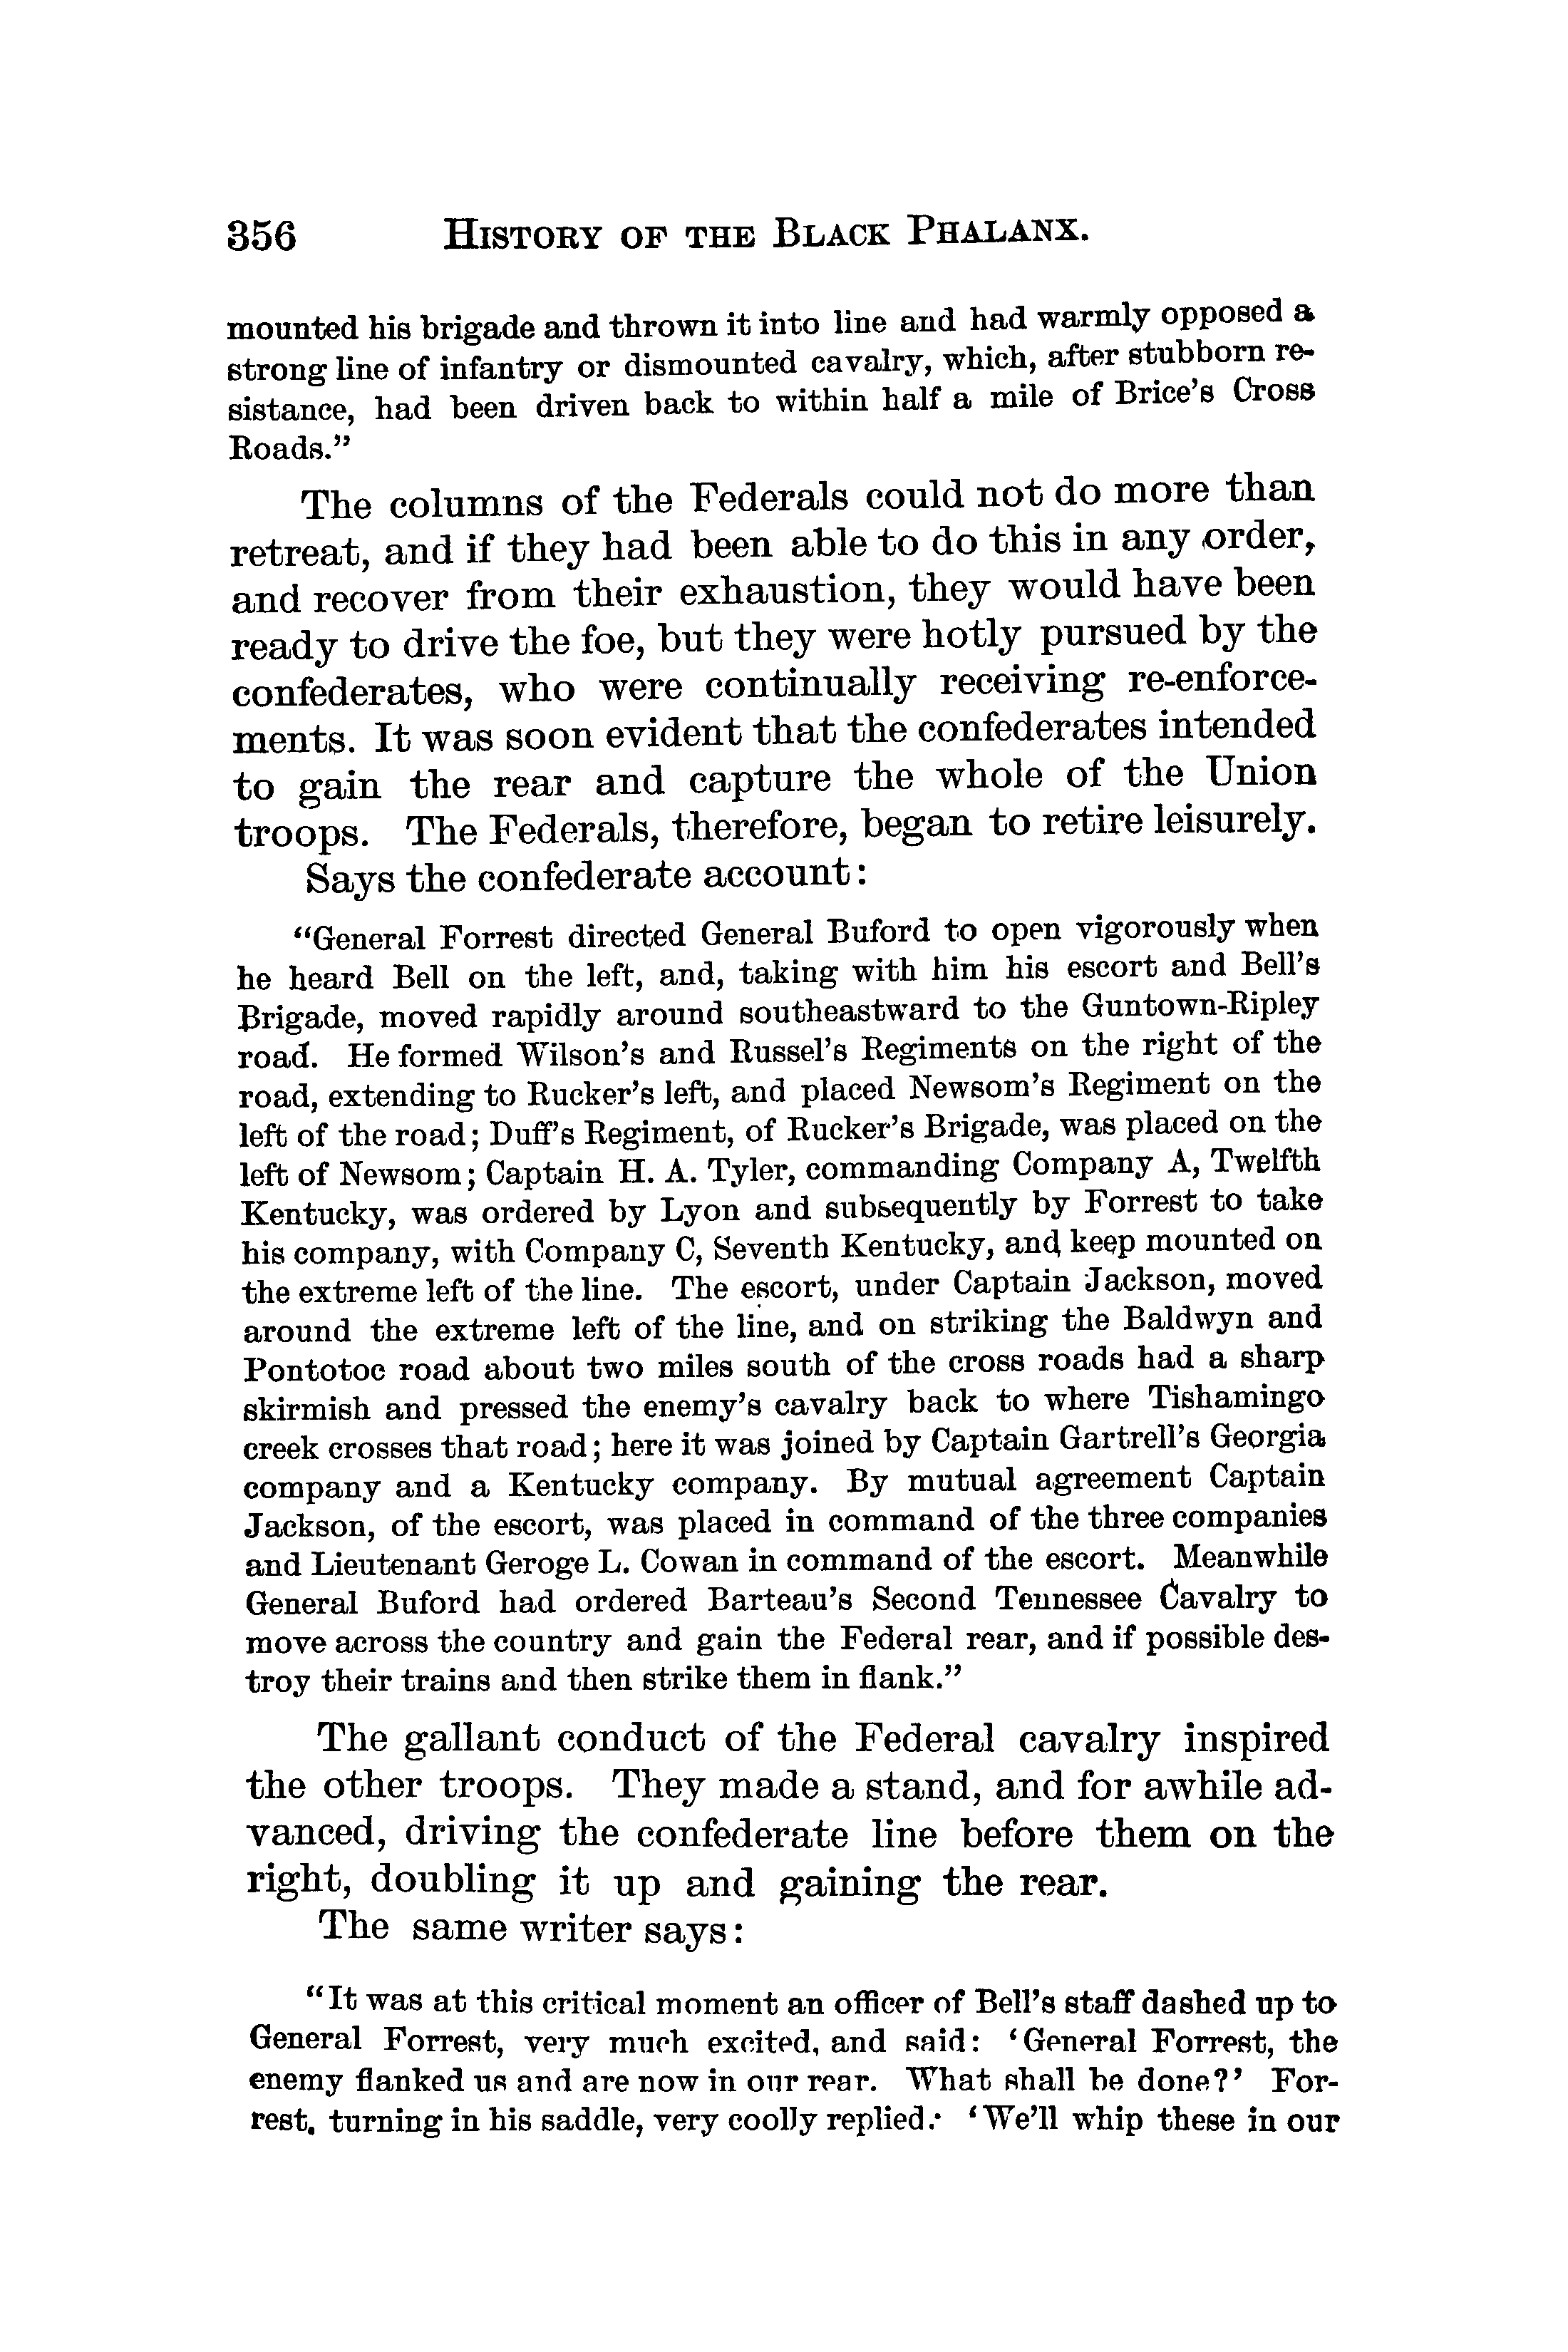 356 HISTORY OF THE BLACK PHALANX.
mounted his brigade and thrown it into line and had warmly opposed a
strong line of infantry or dismounted cavalry, which, after stubborn re-
sistance, had been driven back to within half a mile of Brice's Cross
Roads."
The columns of the Federals could not do more than
retreat, and if they had been able to do this in any order,
and recover from their exhaustion, they would have been
ready to drive the foe, but they were hotly pursued by the
confederates, who were continually receiving re-enforce-
ments. It was soon evident that the confederates intended
to gain the rear and capture the whole of the Union
troops. The Federals, therefore, began to retire leisurely.
Says the confederate account:
"General Forrest directed General Buford to open vigorously when
he heard Bell on the left, and, taking with him his escort and Bell's
Brigade, moved rapidly around southeastward to the Guntown-Ripley
road. He formed Wilson's and Russel's Regiments on the right of the
road, extending to Rucker's left, and placed Newsom's Regiment on the
left of the road; Duff's Regiment, of Rucker's Brigade, was placed on the
left of Newsom; Captain H. A. Tyler, commanding Company A, Twelfth
Kentucky, was ordered by Lyon and subsequently by Forrest to take
his company, with Company C, Seventh Kentucky, and keep mounted on
the extreme left of the line. The escort, under Captain Jackson, moved
around the extreme left of the line, and on striking the Baldwyn and
Pontotoc road about two miles south of the cross roads had a sharp
skirmish and pressed the enemy's cavalry back to where Tishamingo
creek crosses that road; here it was joined by Captain Gartrell's Georgia
company and a Kentucky company. By mutual agreement Captain
Jackson, of the escort, was placed in command of the three companies
and Lieutenant Geroge L. Cowan in command of the escort. Meanwhile
General Buford had ordered Barteau's Second Tennessee Cavalry to
move across the country and gain the Federal rear, and if possible des-
troy their trains and then strike them in flank."
The gallant conduct of the Federal cavalry inspired
the other troops. They made a stand, and for awhile ad-
vanced, driving the confederate line before them on the
right, doubling it up and gaining the rear.
The same writer says:
"It was at this critical moment an officer of Bell's staff dashed up to
General Forrest, very much excited, and said: 'General Forrest, the
enemy flanked us and are now in our rear. What shall be done?' For-
rest, turning in his saddle, very coolly replied: 'We'll whip these in our